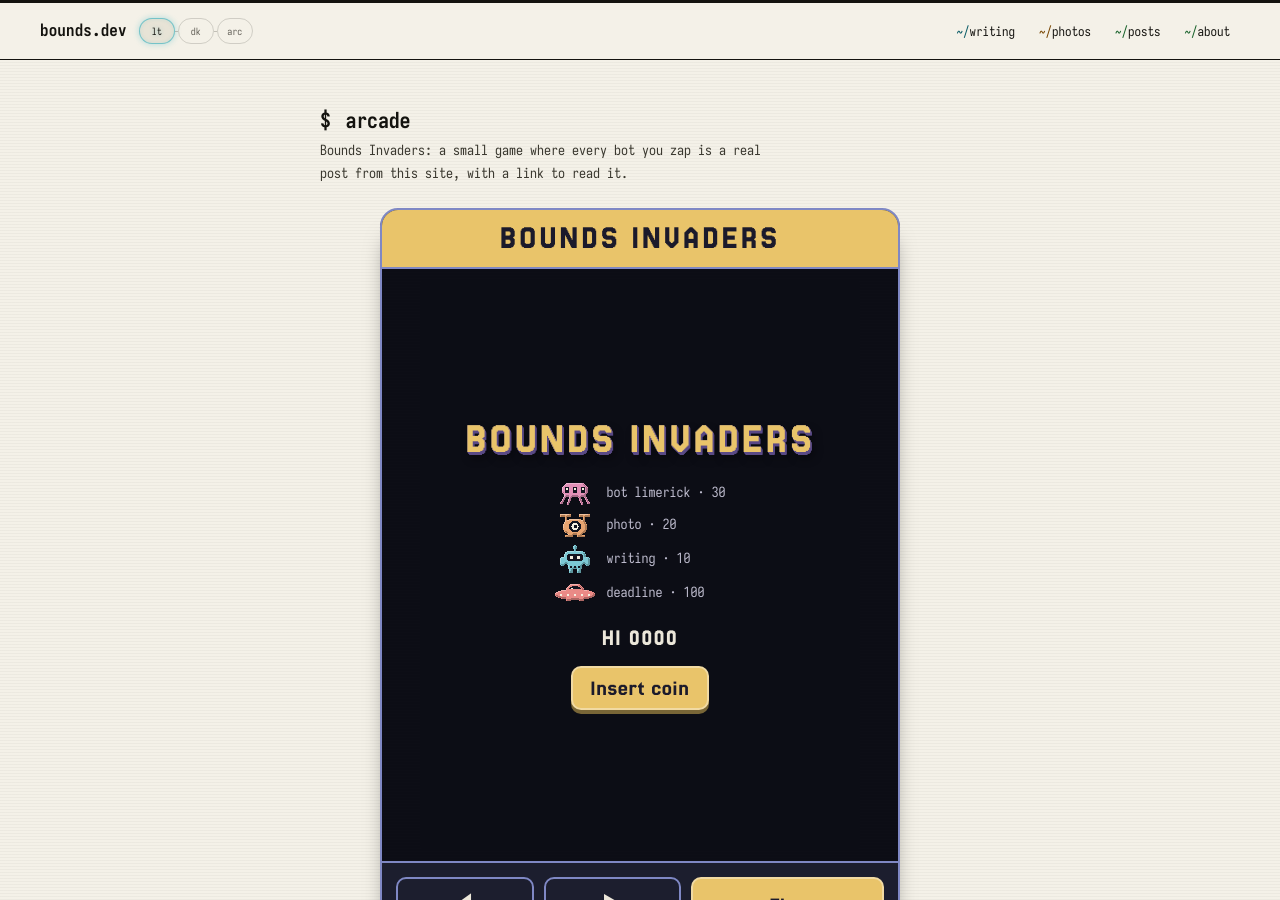 bounds.dev lt dk arc ~/writing ~/photos ~/posts ~/about
$ arcade
Bounds Invaders: a small game where every bot you zap is a real
post from this site, with a link to read it.
BOUNDS INVADERS
BOUNDS INVADERS
bot limerick · 30
photo · 20
writing · 10
deadline · 100
HI 0000
Insert coin